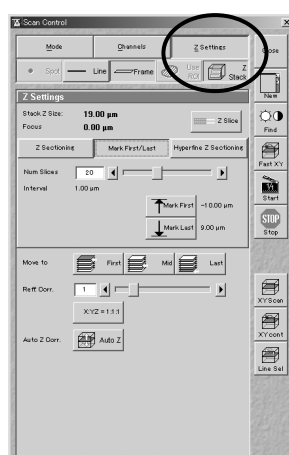 Scan Control
Mode Channels Z Settings Close
Spot Line Frame Use ROI Z Stack
New
Z Settings
Stack Z Size: 19.00 µm
Focus 0.00 µm
Z Slice
Find
Z Sectioning Mark First/Last Hyperfine Z Sectioning
Fast XY
Num Slices 20
Interval 1.00 µm
Start
Mark First -10.00 µm
STOP
Mark Last 9.00 µm
Stop
Move to First Mid Last
Reff Corr. 1
XY Scan
X:Y:Z = 1:1:1
XY cont
Auto Z Corr. Auto Z
Line Sel